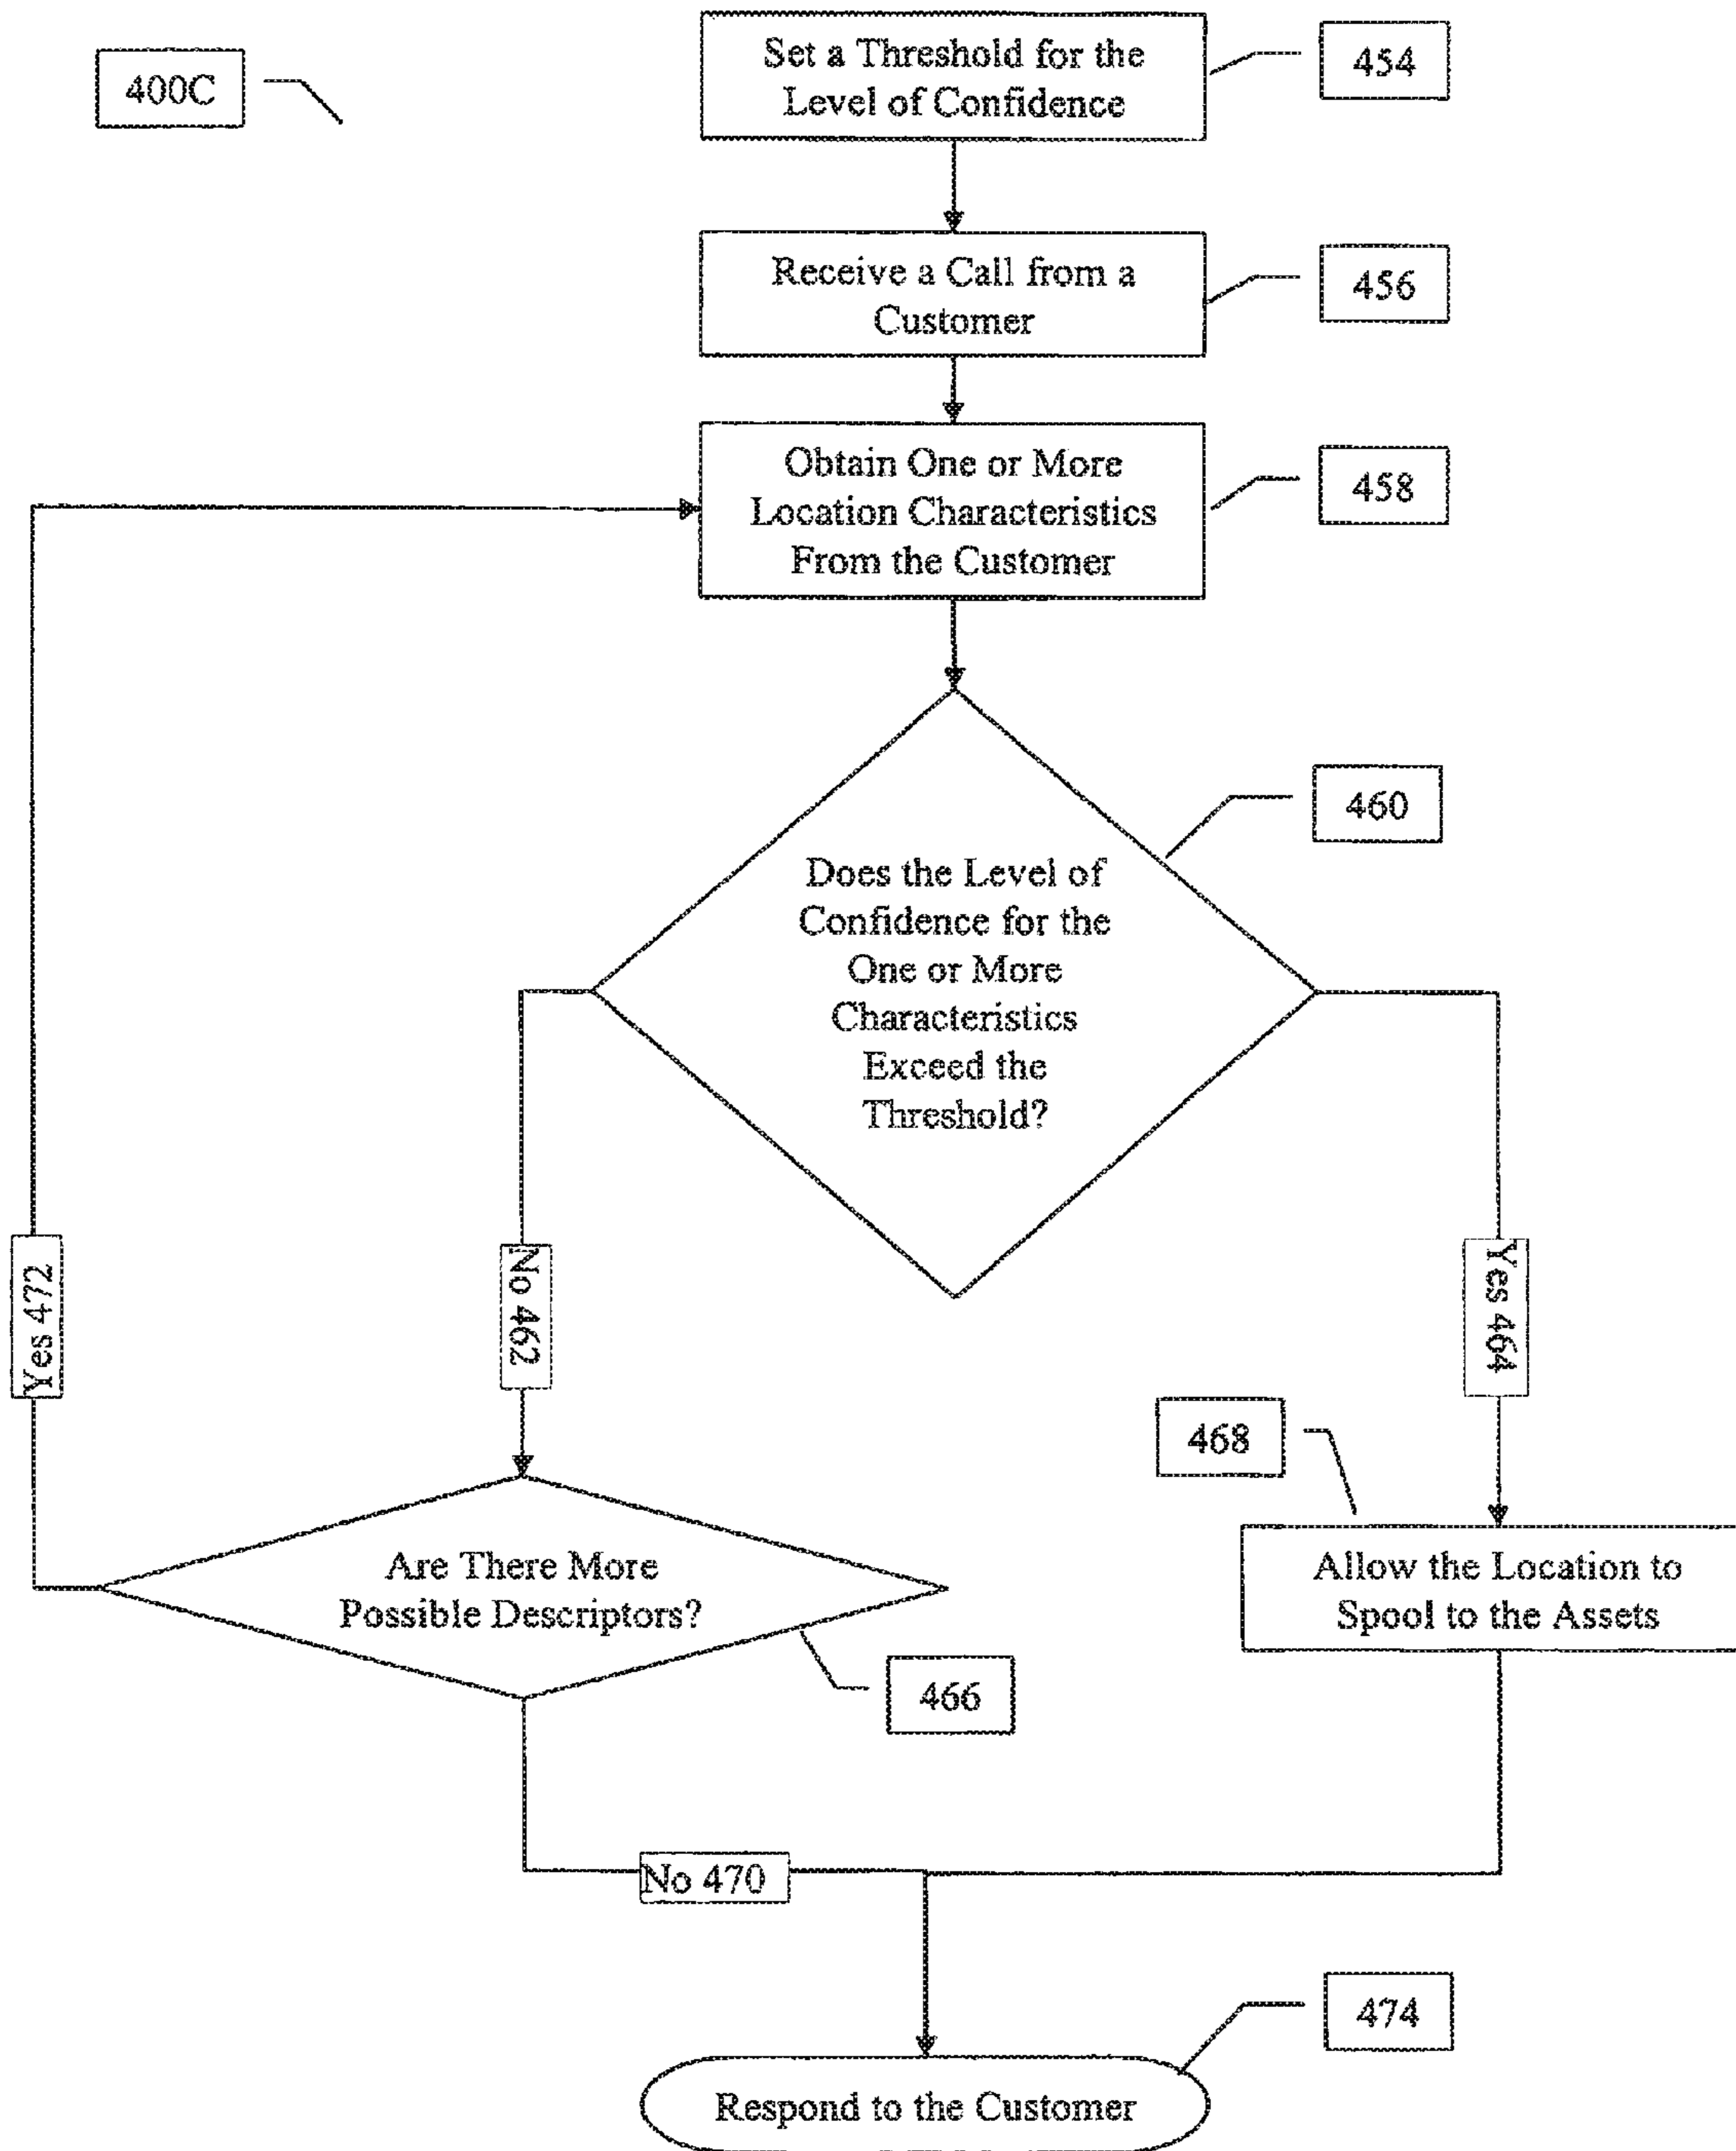 400C
Set a Threshold for the
Level of Confidence
454
Receive a Call from a
Customer
456
Obtain One or More
Location Characteristics
From the Customer
458
460
Does the Level of
Confidence for the
One or More
Characteristics
Exceed the
Threshold?
Yes 472
No 462
Yes 464
468
Are There More
Possible Descriptors?
Allow the Location to
Spool to the Assets
466
No 470
474
Respond to the Customer